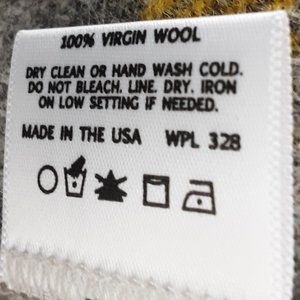 100% VIRGIN WOOL
DRY CLEAN OR HAND WASH COLD.
DO NOT BLEACH. LINE. DRY. IRON
ON LOW SETTING IF NEEDED.
MADE IN THE USA WPL 328